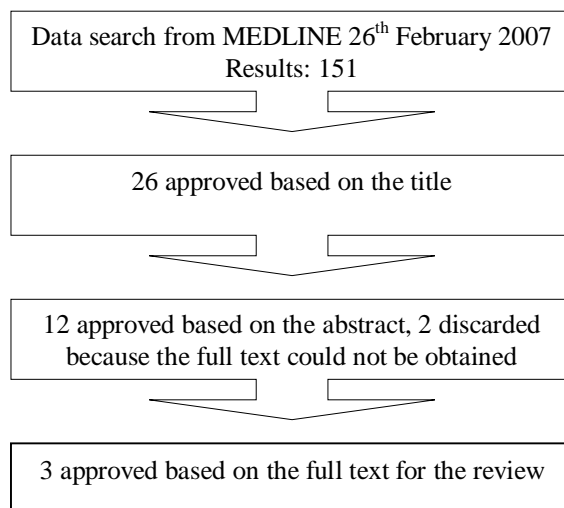 Data search from MEDLINE 26th February 2007
Results: 151
26 approved based on the title
12 approved based on the abstract, 2 discarded
because the full text could not be obtained
3 approved based on the full text for the review